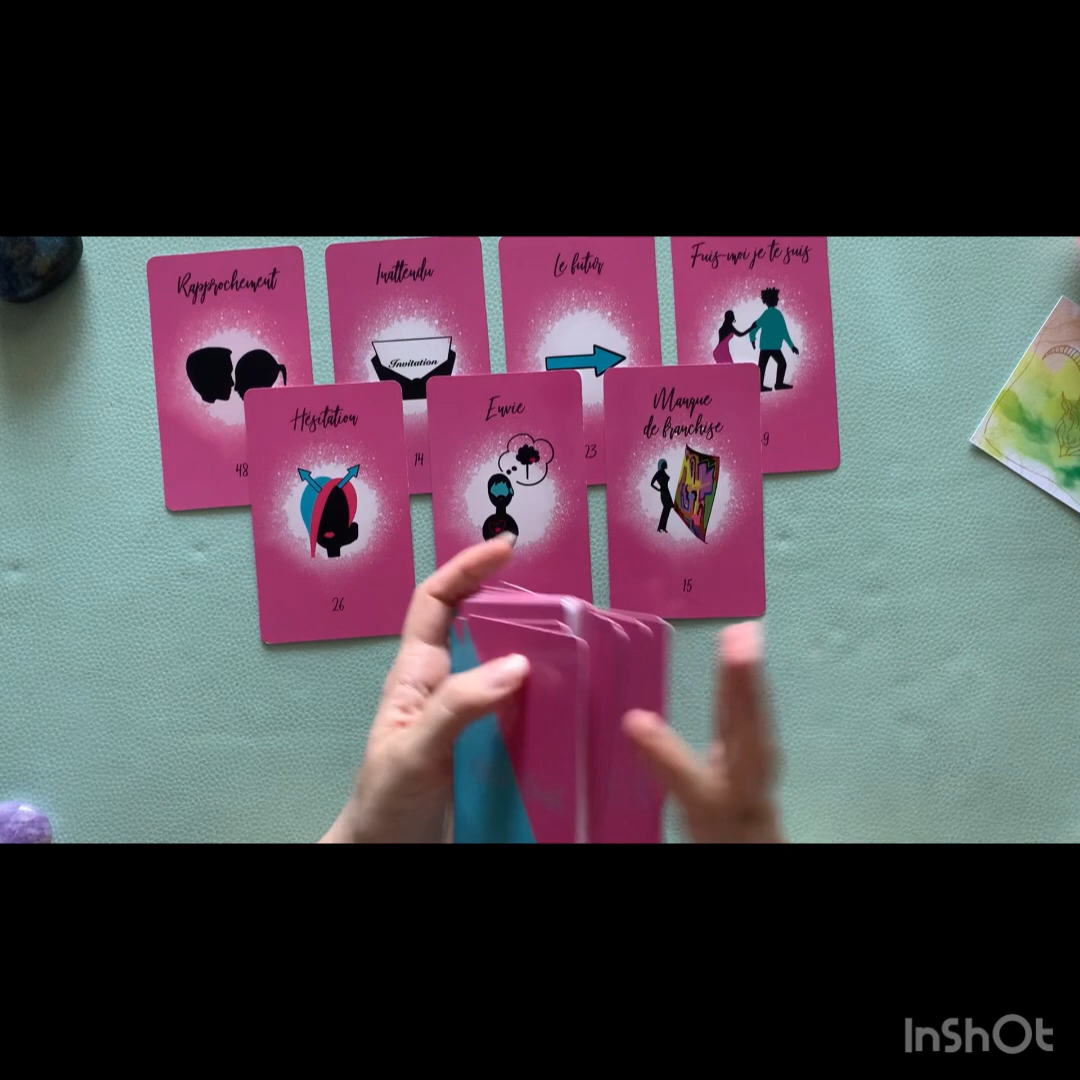 Rapprochement
48
Inattendu
Invitation
14
Le futur
23
Fuis-moi je te suis
9
Hésitation
26
Envie
Manque
de franchise
15
InShOt